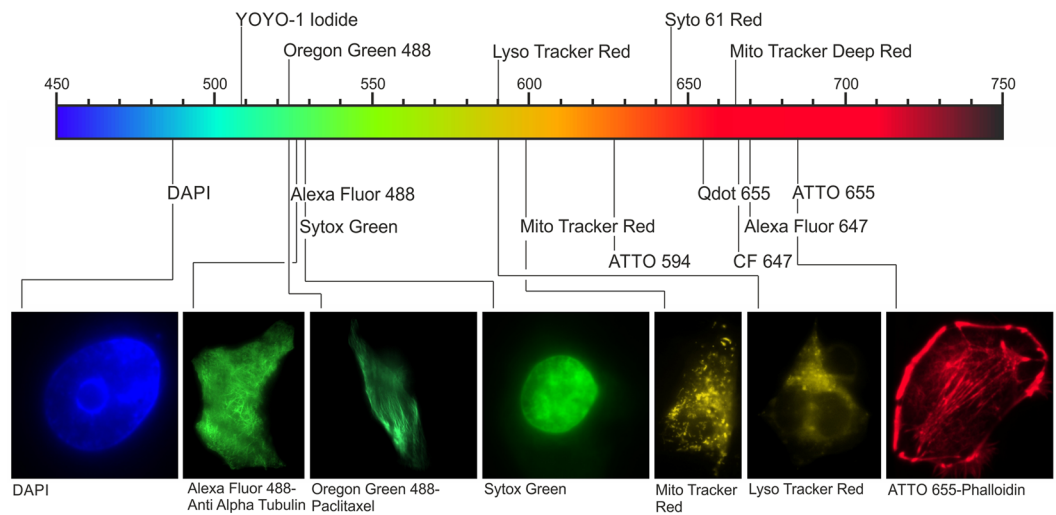 YOYO-1 Iodide
Syto 61 Red
Oregon Green 488
Lyso Tracker Red
Mito Tracker Deep Red
450 500 550 600 650 700 750
DAPI
Alexa Fluor 488
Qdot 655
ATTO 655
Sytox Green
Mito Tracker Red
Alexa Fluor 647
ATTO 594
CF 647
DAPI
Alexa Fluor 488-
Anti Alpha Tubulin
Oregon Green 488-
Paclitaxel
Sytox Green
Mito Tracker
Red
Lyso Tracker Red
ATTO 655-Phalloidin